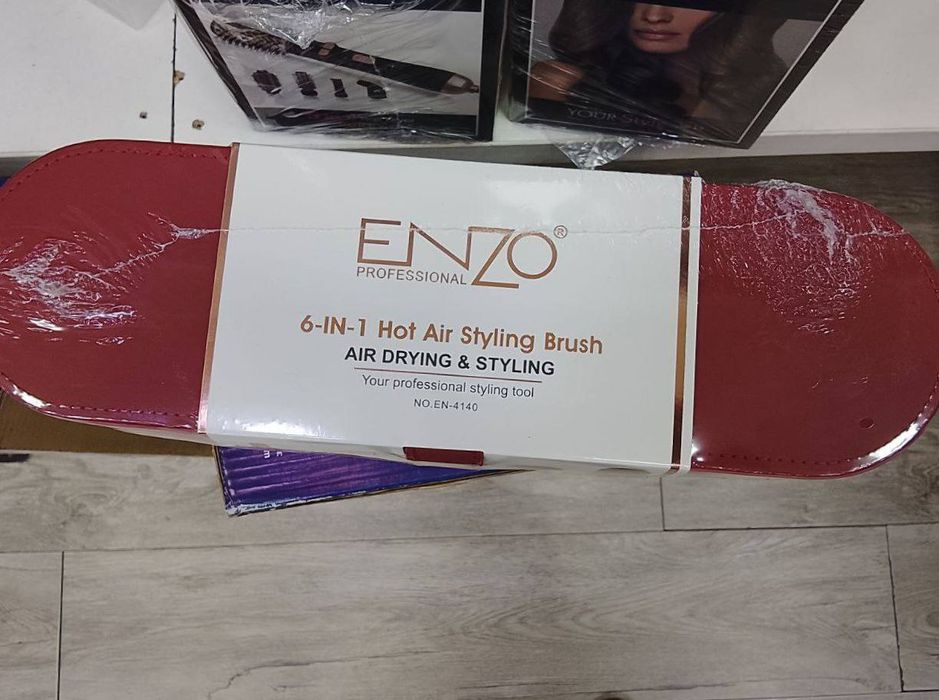 ENZO®
PROFESSIONAL
6-IN-1 Hot Air Styling Brush
AIR DRYING & STYLING
Your professional styling tool
NO.EN-4140
YOUR